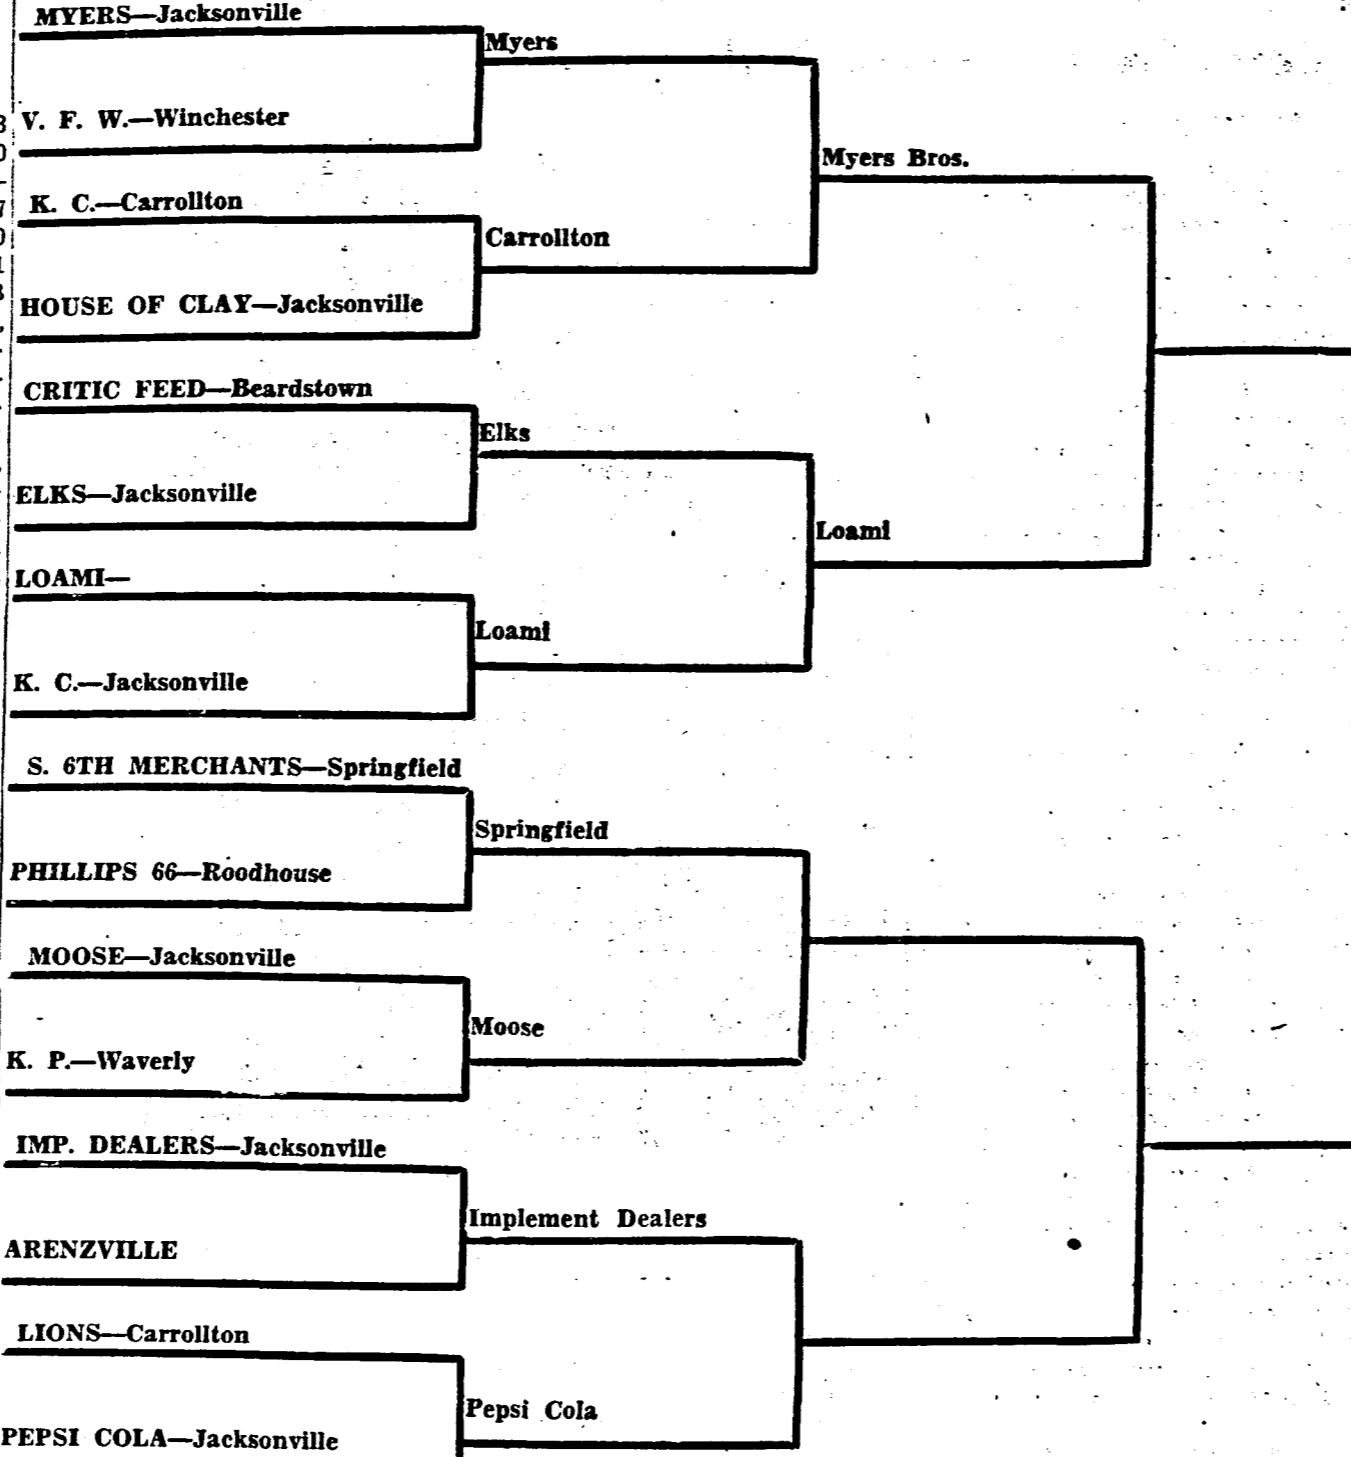 MYERS—Jacksonville
Myers
V. F. W.—Winchester
Myers Bros.
K. C.—Carrollton
Carrollton
HOUSE OF CLAY—Jacksonville
CRITIC FEED—Beardstown
Elks
ELKS—Jacksonville
Loami
LOAMI—
Loami
K. C.—Jacksonville
S. 6TH MERCHANTS—Springfield
Springfield
PHILLIPS 66—Roodhouse
MOOSE—Jacksonville
Moose
K. P.—Waverly
IMP. DEALERS—Jacksonville
Implement Dealers
ARENZVILLE
LIONS—Carrollton
Pepsi Cola
PEPSI COLA—Jacksonville